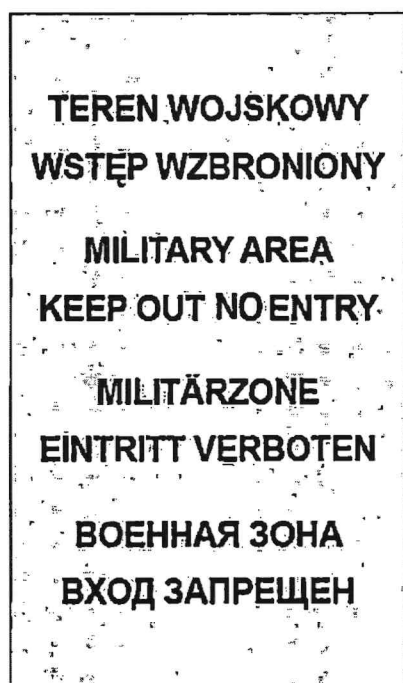 TEREN WOJSKOWY
WSTĘP WZBRONIONY
MILITARY AREA
KEEP OUT NO ENTRY
MILITÄRZONE
EINTRITT VERBOTEN
ВОЕННАЯ ЗОНА
ВХОД ЗАПРЕЩЕН